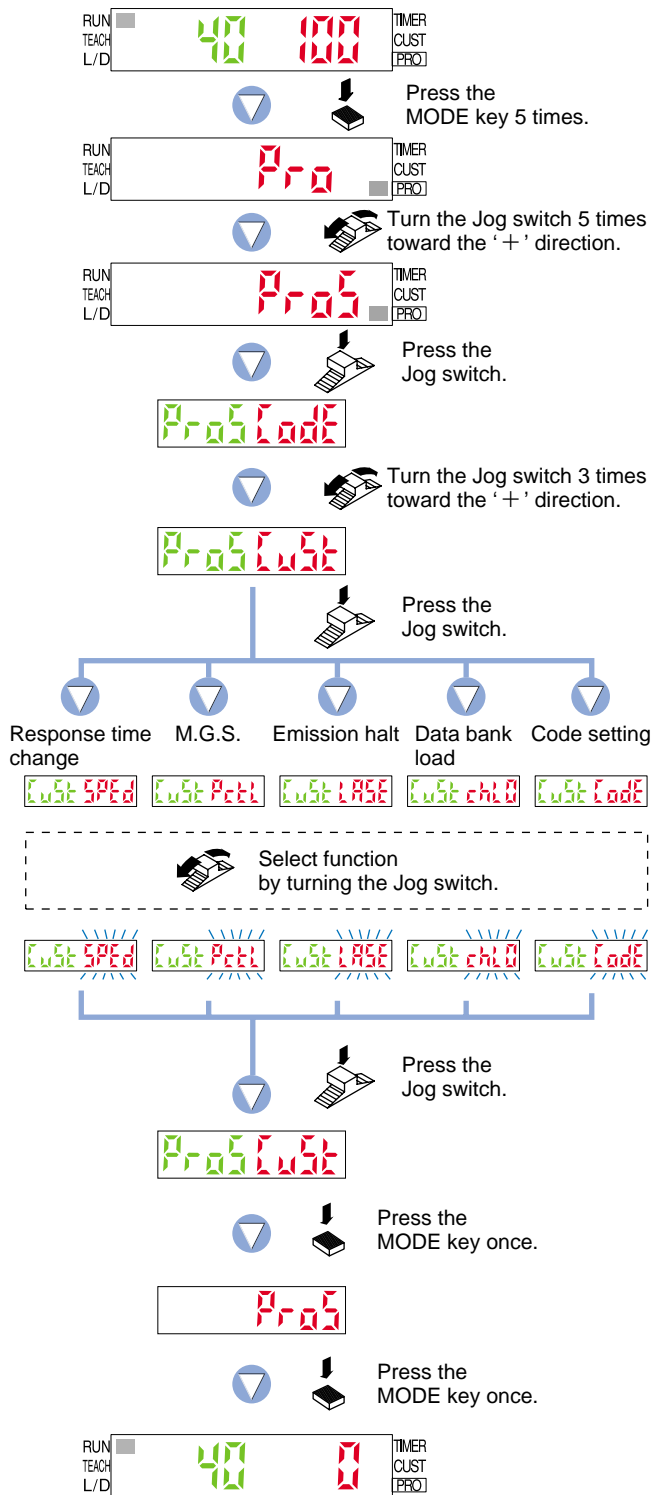 RUN 40 100 TIMER
TEACH CUST
L/D PRO
Press the
MODE key 5 times.
RUN Pro TIMER
TEACH CUST
L/D PRO
Turn the Jog switch 5 times
toward the ‘＋’ direction.
RUN Pro5 TIMER
TEACH CUST
L/D PRO
Press the
Jog switch.
Pro5 CodE
Turn the Jog switch 3 times
toward the ‘＋’ direction.
Pro5 CuSt
Press the
Jog switch.
Response time change
M.G.S.
Emission halt
Data bank load
Code setting
CuSt SPEd CuSt PctL CuSt LASE CuSt chLD CuSt CodE
Select function
by turning the Jog switch.
CuSt SPEd CuSt PctL CuSt LASE CuSt chLD CuSt CodE
Press the
Jog switch.
Pro5 CuSt
Press the
MODE key once.
Pro5
Press the
MODE key once.
RUN 40 0 TIMER
TEACH CUST
L/D PRO